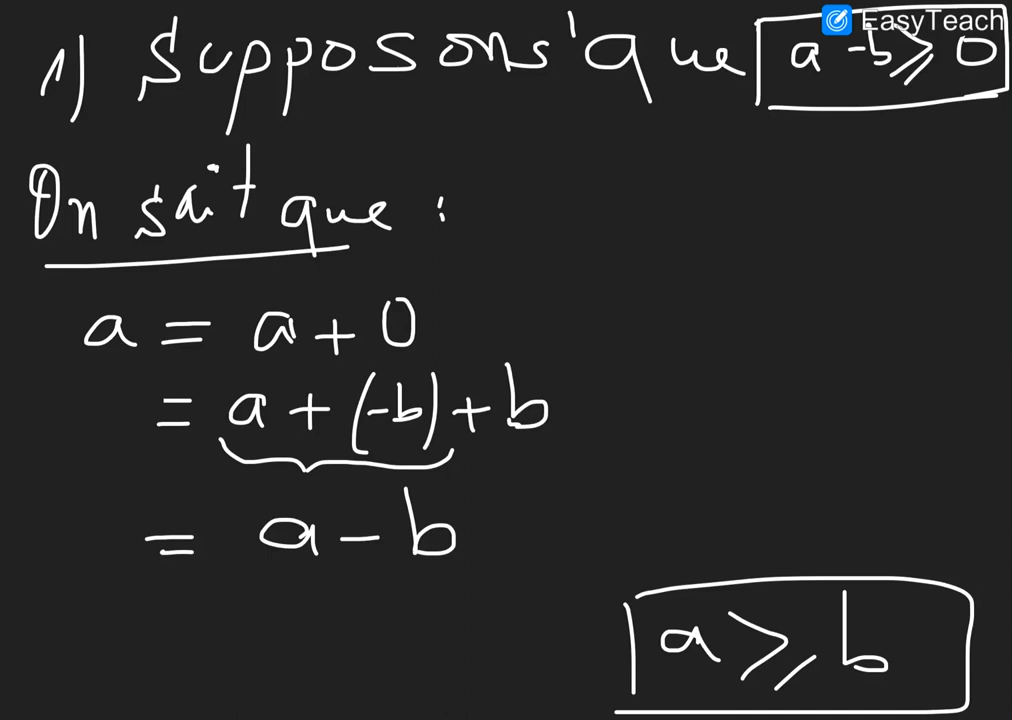 EasyTeach
1) Supposons que a - b ⩾ 0
On sait que :
a = a + 0
= a + (-b) + b
= a - b
a ⩾ b